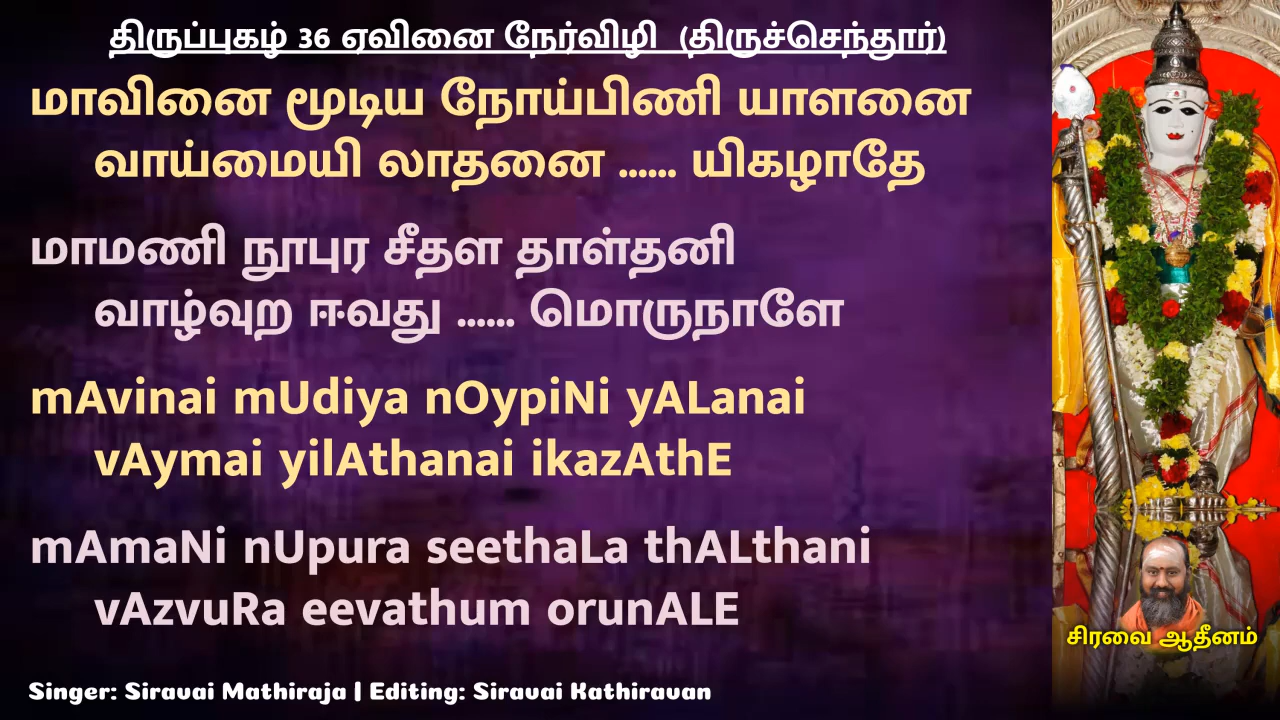 திருப்புகழ் 36 ஏவினை நேர்விழி (திருச்செந்தூர்)
மாவினை மூடிய நோய்பிணி யாளனை
வாய்மையி லாதனை ...... யிகழாதே
மாமணி நூபுர சீதள தாள்தனி
வாழ்வுற ஈவது ...... மொருநாளே
mAvinai mUdiya nOypiNi yALanai
vAymai yilAthanai ikazAthE
mAmaNi nUpura seethaLa thALthani
vAzvuRa eevathum orunALE
சிரவை ஆதீனம்
Singer: Siravai Mathiraja | Editing: Siravai Kathiravan